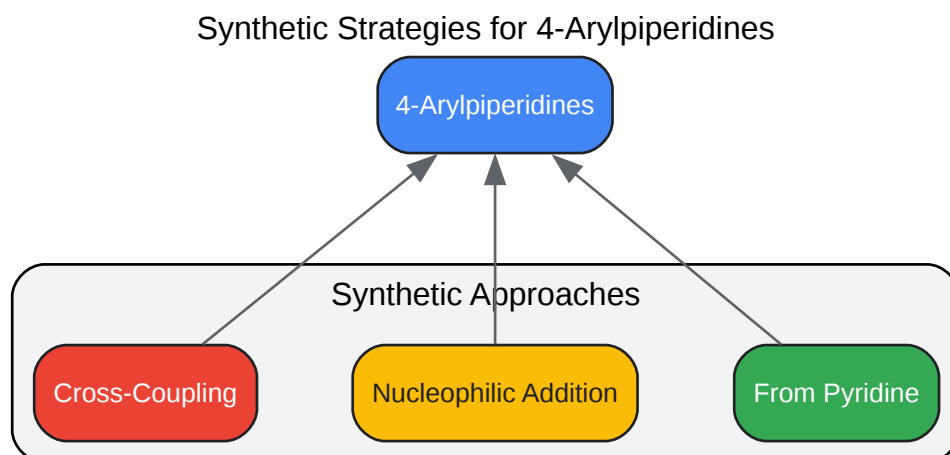 Synthetic Strategies for 4-Arylpiperidines
4-Arylpiperidines
Synthetic Approaches
Cross-Coupling
Nucleophilic Addition
From Pyridine